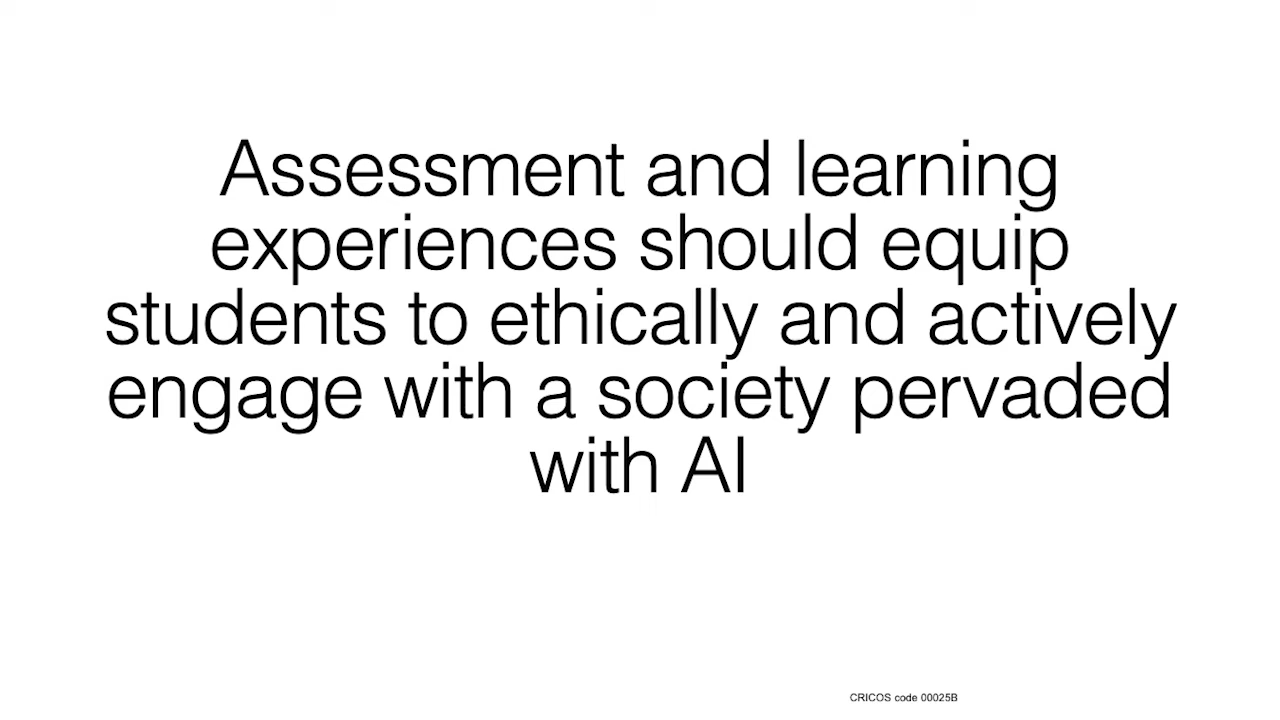 Assessment and learning
experiences should equip
students to ethically and actively
engage with a society pervaded
with AI
CRICOS code 00025B